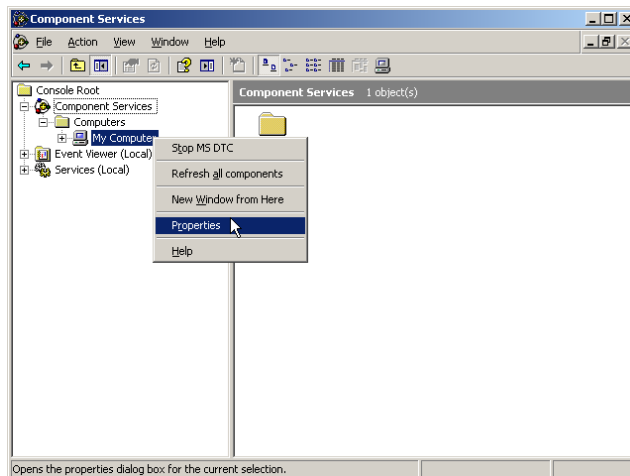 Component Services
File Action View Window Help
Console Root
Component Services
Computers
My Computer
Event Viewer (Local)
Services (Local)
Component Services 1 object(s)
Stop MS DTC
Refresh all components
New Window from Here
Properties
Help
Opens the properties dialog box for the current selection.